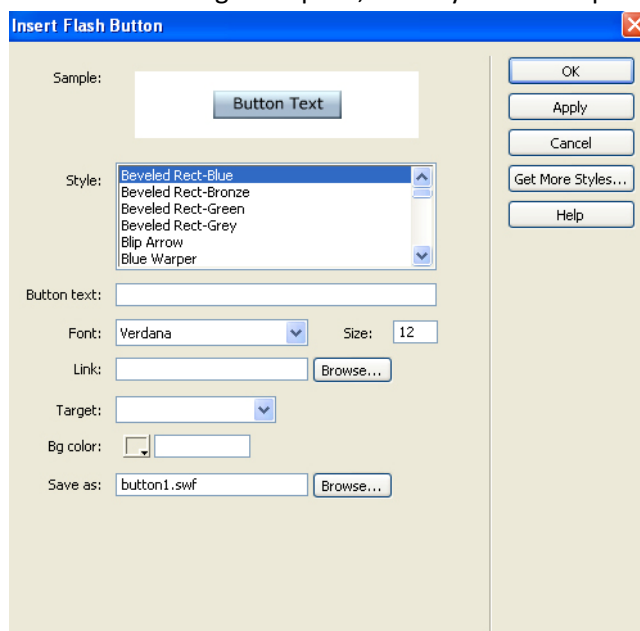 Insert Flash Button
Sample:
Button Text
Style:
Beveled Rect-Blue
Beveled Rect-Bronze
Beveled Rect-Green
Beveled Rect-Grey
Blip Arrow
Blue Warper
Button text:
Font: Verdana Size: 12
Link: Browse...
Target:
Bg color:
Save as: button1.swf Browse...
OK
Apply
Cancel
Get More Styles...
Help